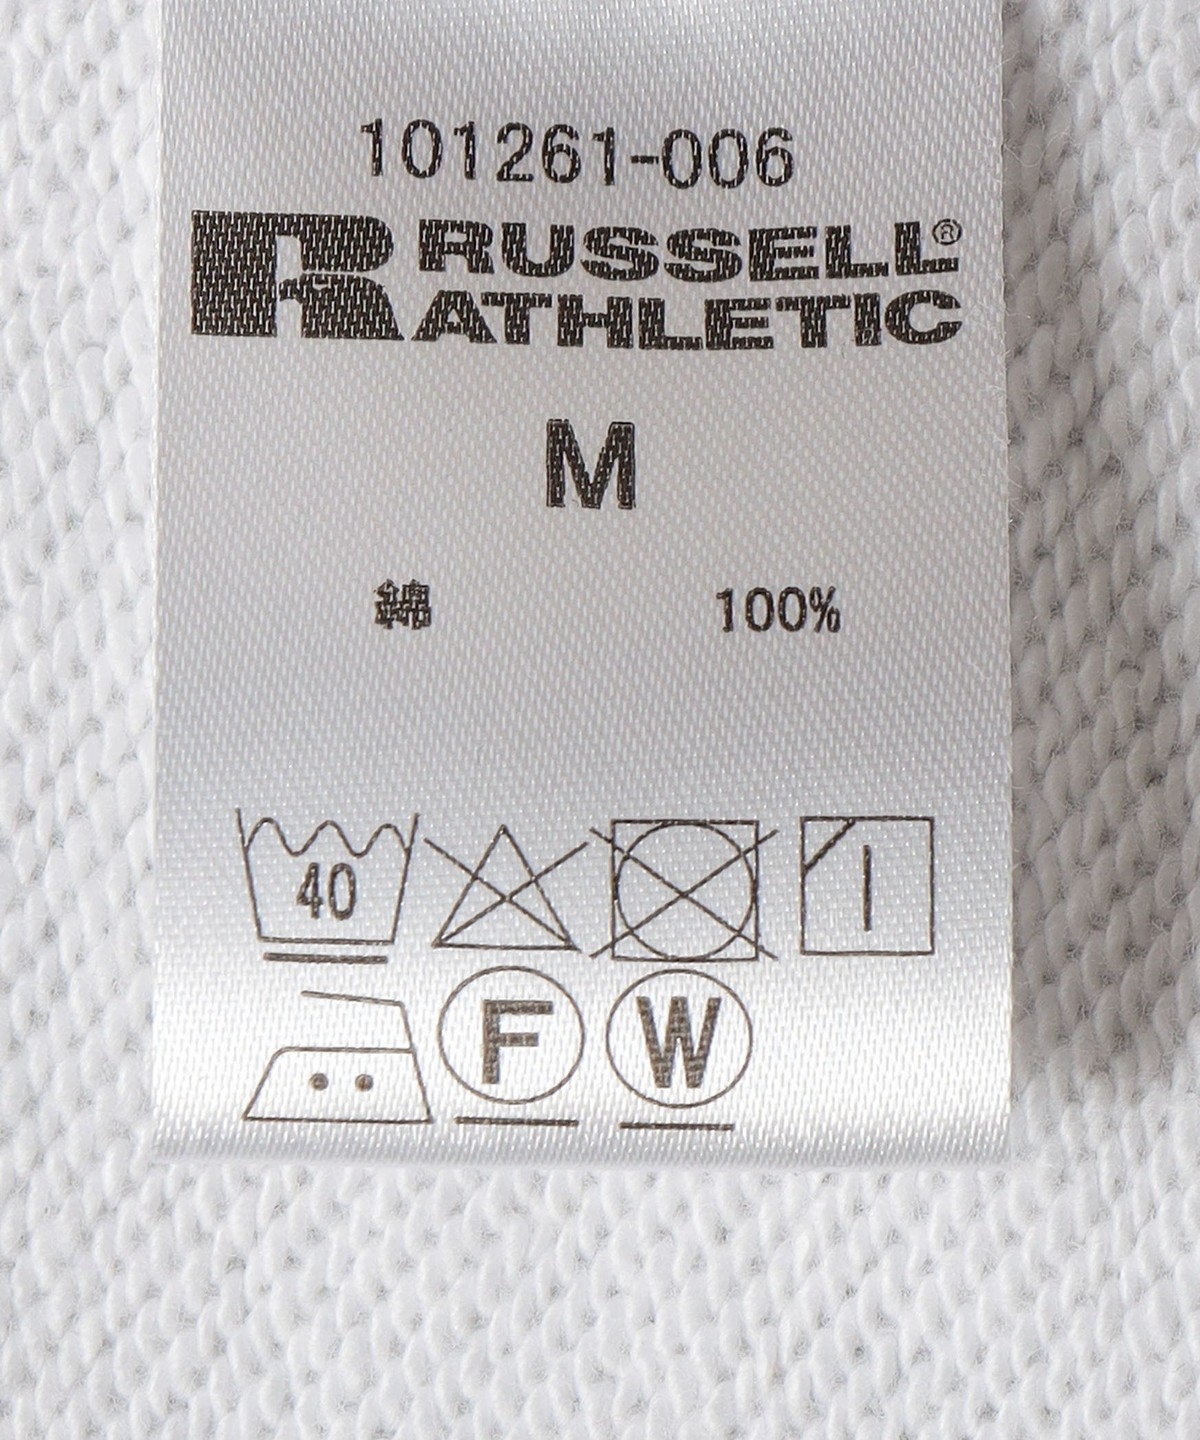 101261-006
RUSSELL®
ATHLETIC
M
綿 100%
40
F W